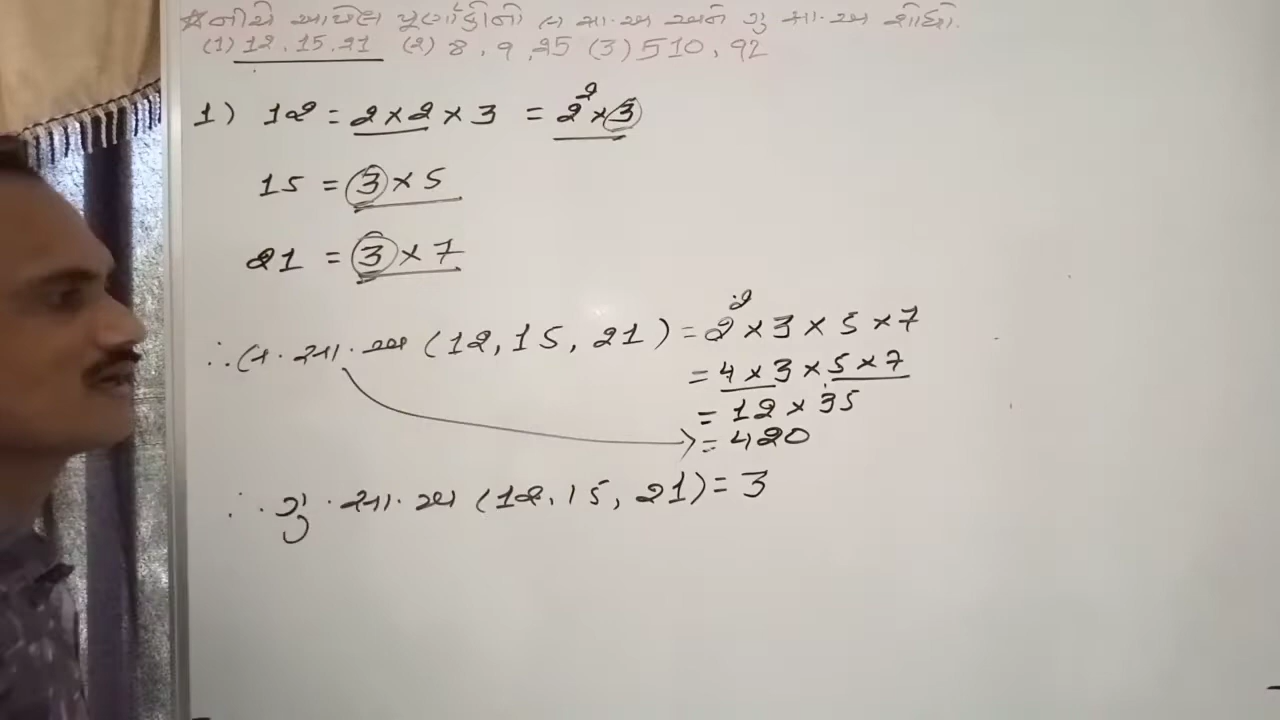 ☆ નીચે આપેલ પૂર્ણાંકોનો લ સા.અ અને ગુ સા.અ શોધો.
(1) 12, 15, 21 (2) 8, 9, 25 (3) 510, 92
1) 12 = 2 × 2 × 3 = 2² × 3
15 = 3 × 5
21 = 3 × 7
∴ લ. સા. અ (12, 15, 21) = 2² × 3 × 5 × 7
= 4 × 3 × 5 × 7
= 12 × 35
= 420
∴ ગુ. સા. અ (12, 15, 21) = 3